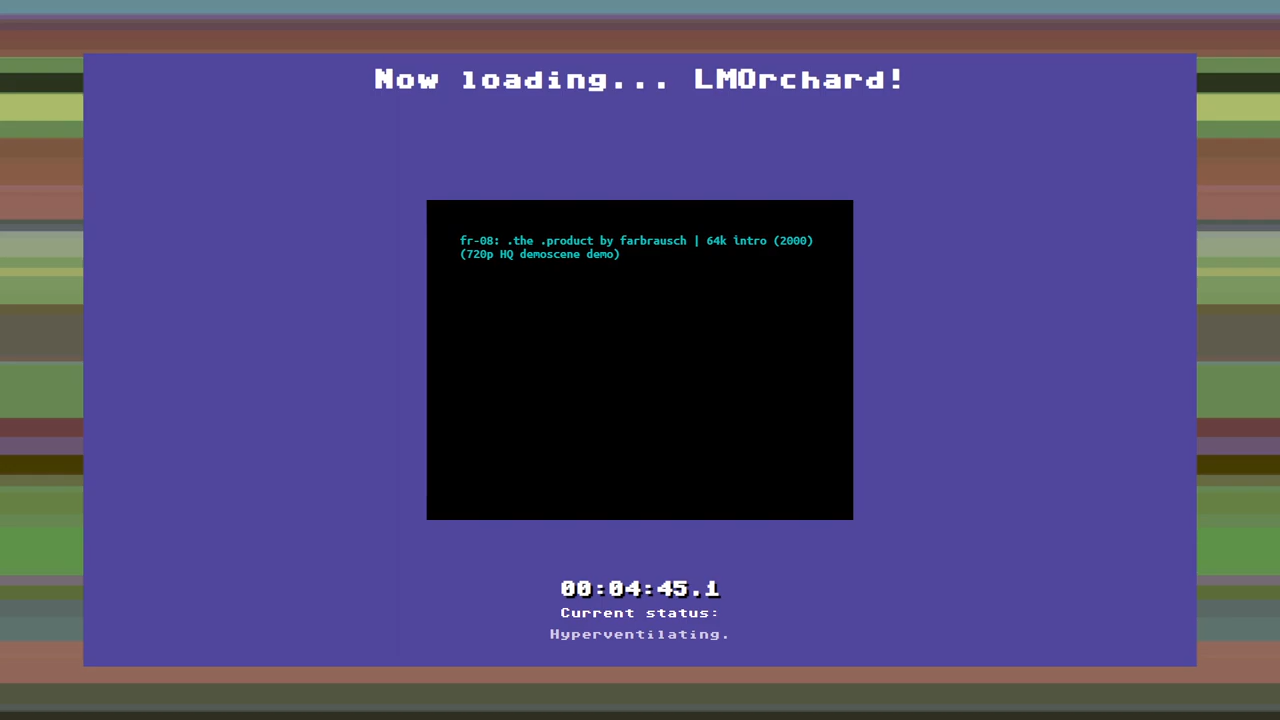 Now loading... LMOrchard!
fr-08: .the .product by farbrausch | 64k intro (2000)
(720p HQ demoscene demo)
00:04:45.1
Current status:
Hyperventilating.